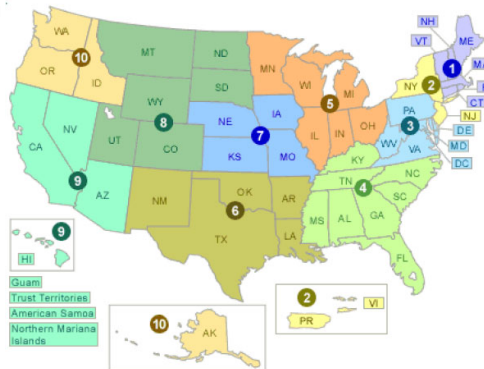 NH
WA
VT
ME
MT
ND
MN
10
1
OR
ID
WI
MI
NY
2
MA
SD
WY
5
CT
NJ
IA
PA
NE
8
3
DE
NV
UT
CO
7
IL
IN
OH
WV
VA
MD
CA
KS
MO
KY
DC
9
NC
TN
4
AZ
NM
OK
AR
SC
6
MS
AL
GA
TX
LA
9
FL
HI
Guam
Trust Territories
American Samoa
Northern Mariana
Islands
10
AK
2
VI
PR